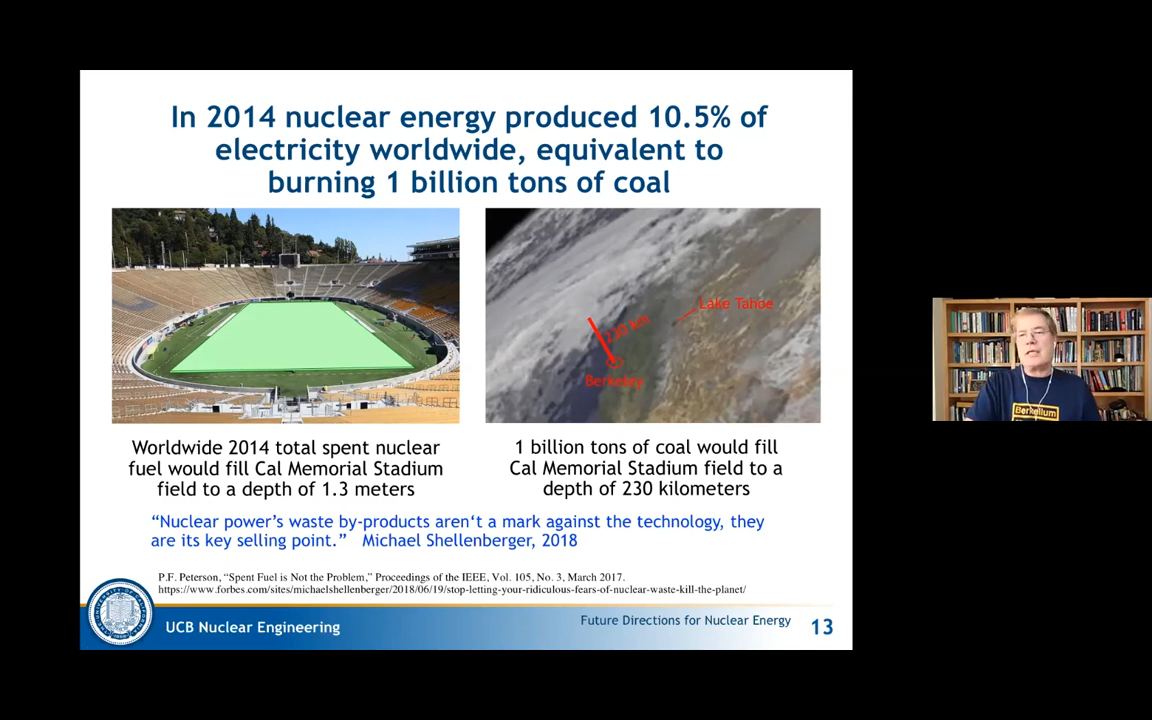 In 2014 nuclear energy produced 10.5% of
electricity worldwide, equivalent to
burning 1 billion tons of coal
Lake Tahoe
230 km
Berkeley
Worldwide 2014 total spent nuclear
fuel would fill Cal Memorial Stadium
field to a depth of 1.3 meters
1 billion tons of coal would fill
Cal Memorial Stadium field to a
depth of 230 kilometers
“Nuclear power’s waste by-products aren‘t a mark against the technology, they
are its key selling point.” Michael Shellenberger, 2018
P.F. Peterson, “Spent Fuel is Not the Problem,” Proceedings of the IEEE, Vol. 105, No. 3, March 2017.
https://www.forbes.com/sites/michaelshellenberger/2018/06/19/stop-letting-your-ridiculous-fears-of-nuclear-waste-kill-the-planet/
UCB Nuclear Engineering
Future Directions for Nuclear Energy
13
Berkelium